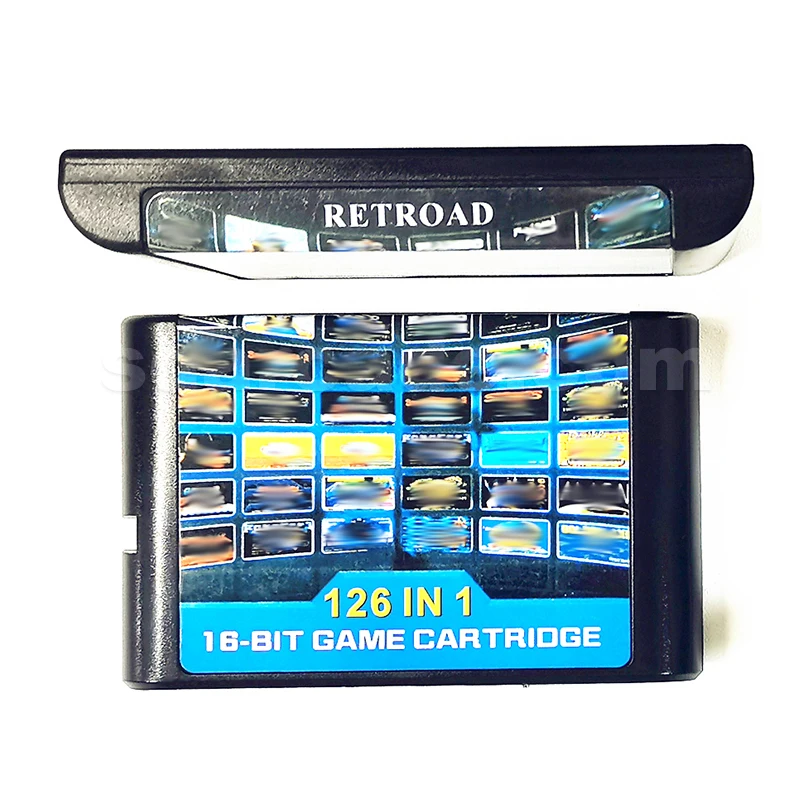 RETROAD
126 IN 1
16-BIT GAME CARTRIDGE